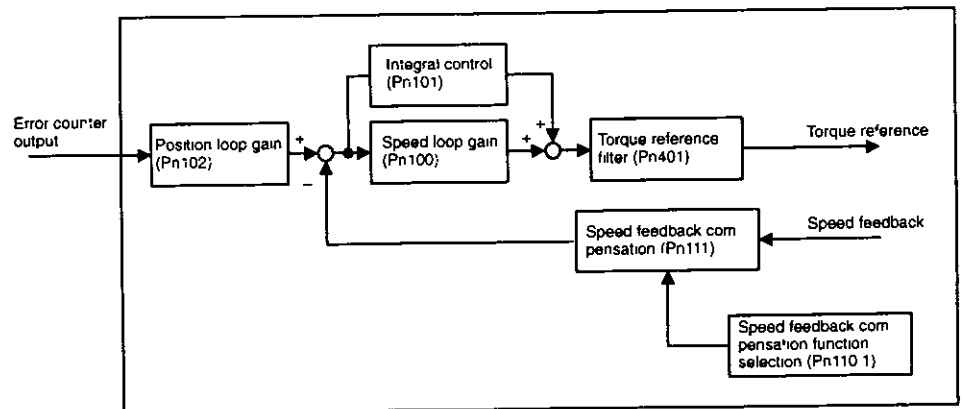 Integral control
(Pn101)
Error counter
output
Position loop gain
(Pn102)
+
−
Speed loop gain
(Pn100)
+
+
Torque reference
filter (Pn401)
Torque reference
Speed feedback com
pensation (Pn111)
Speed feedback
Speed feedback com
pensation function
selection (Pn110 1)